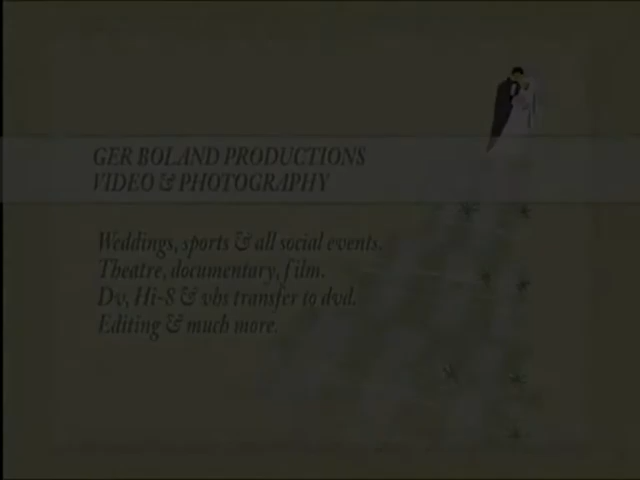 GER BOLAND PRODUCTIONS
VIDEO & PHOTOGRAPHY
Weddings, sports & all social events.
Theatre, documentary, film.
Dv, Hi-8 & vhs transfer to dvd.
Editing & much more.